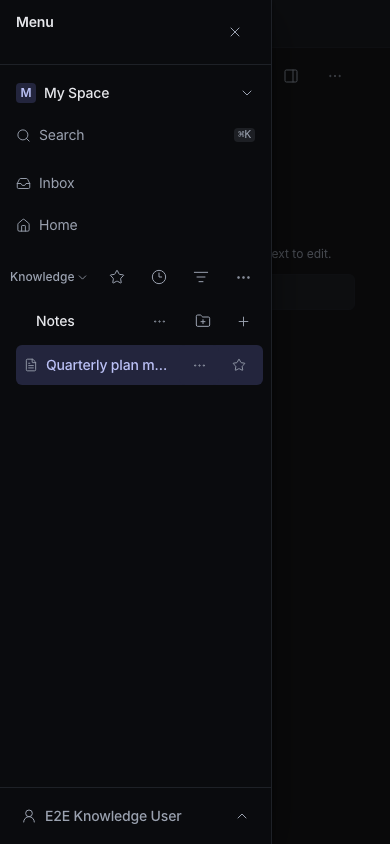 Menu
M My Space
Search ⌘K
Inbox
Home
ext to edit.
Knowledge
Notes
Quarterly plan m...
E2E Knowledge User